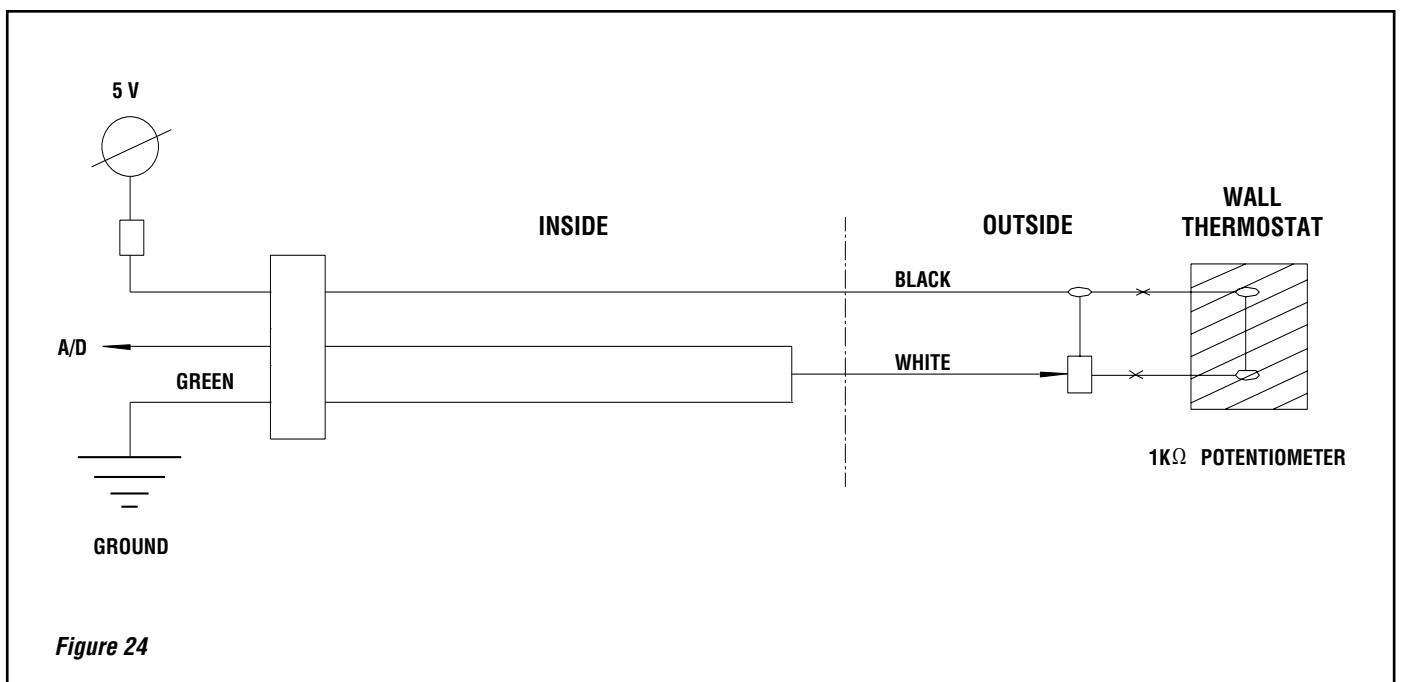 5 V
INSIDE
OUTSIDE
WALL
THERMOSTAT
BLACK
A/D
GREEN
WHITE
1KΩ POTENTIOMETER
GROUND
Figure 24